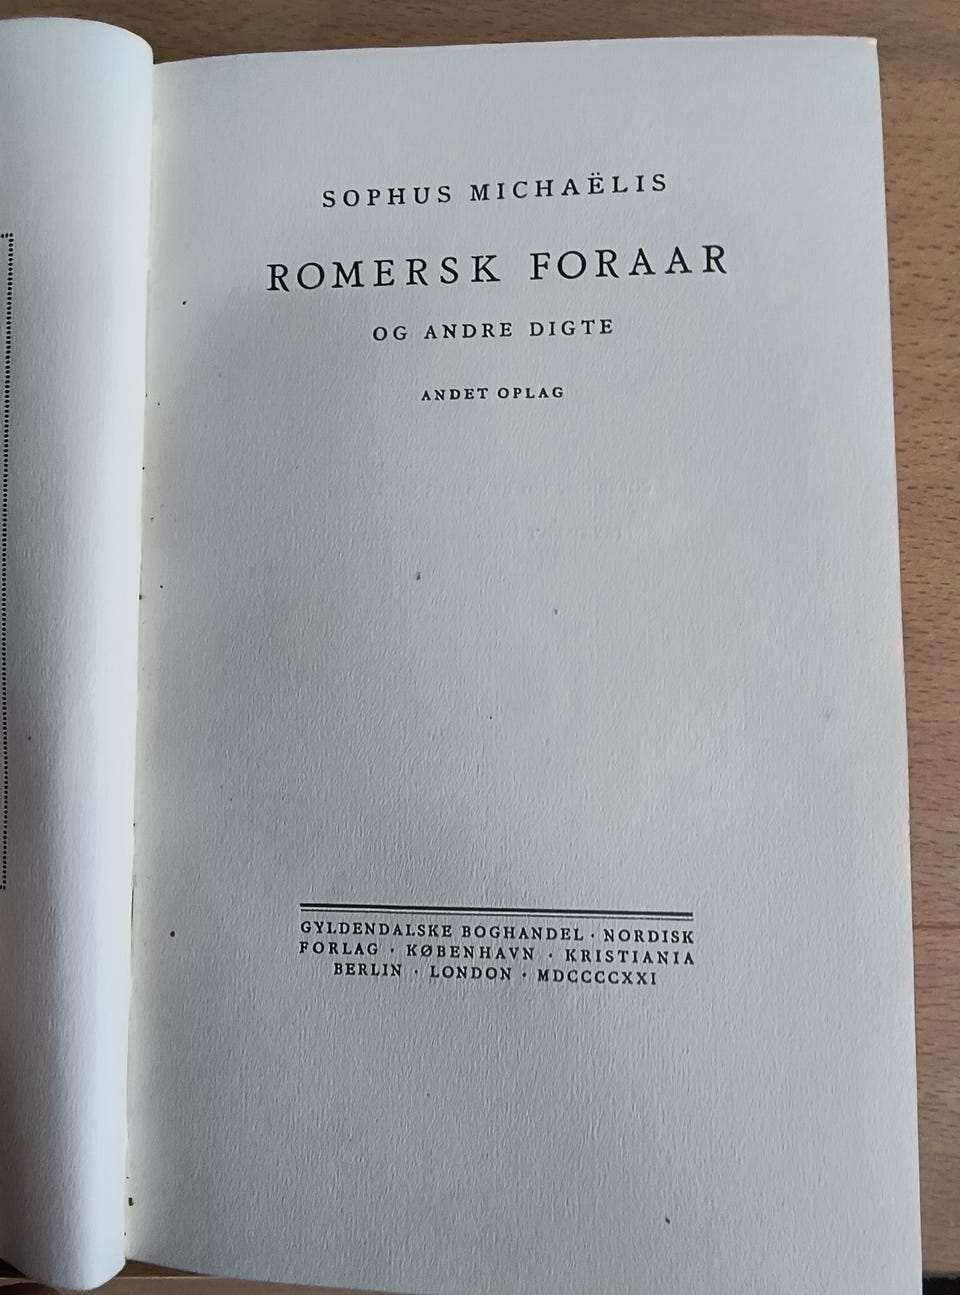 SOPHUS MICHAËLIS
ROMERSK FORAAR
OG ANDRE DIGTE
ANDET OPLAG
GYLDENDALSKE BOGHANDEL · NORDISK
FORLAG · KØBENHAVN · KRISTIANIA
BERLIN · LONDON · MDCCCCXXI